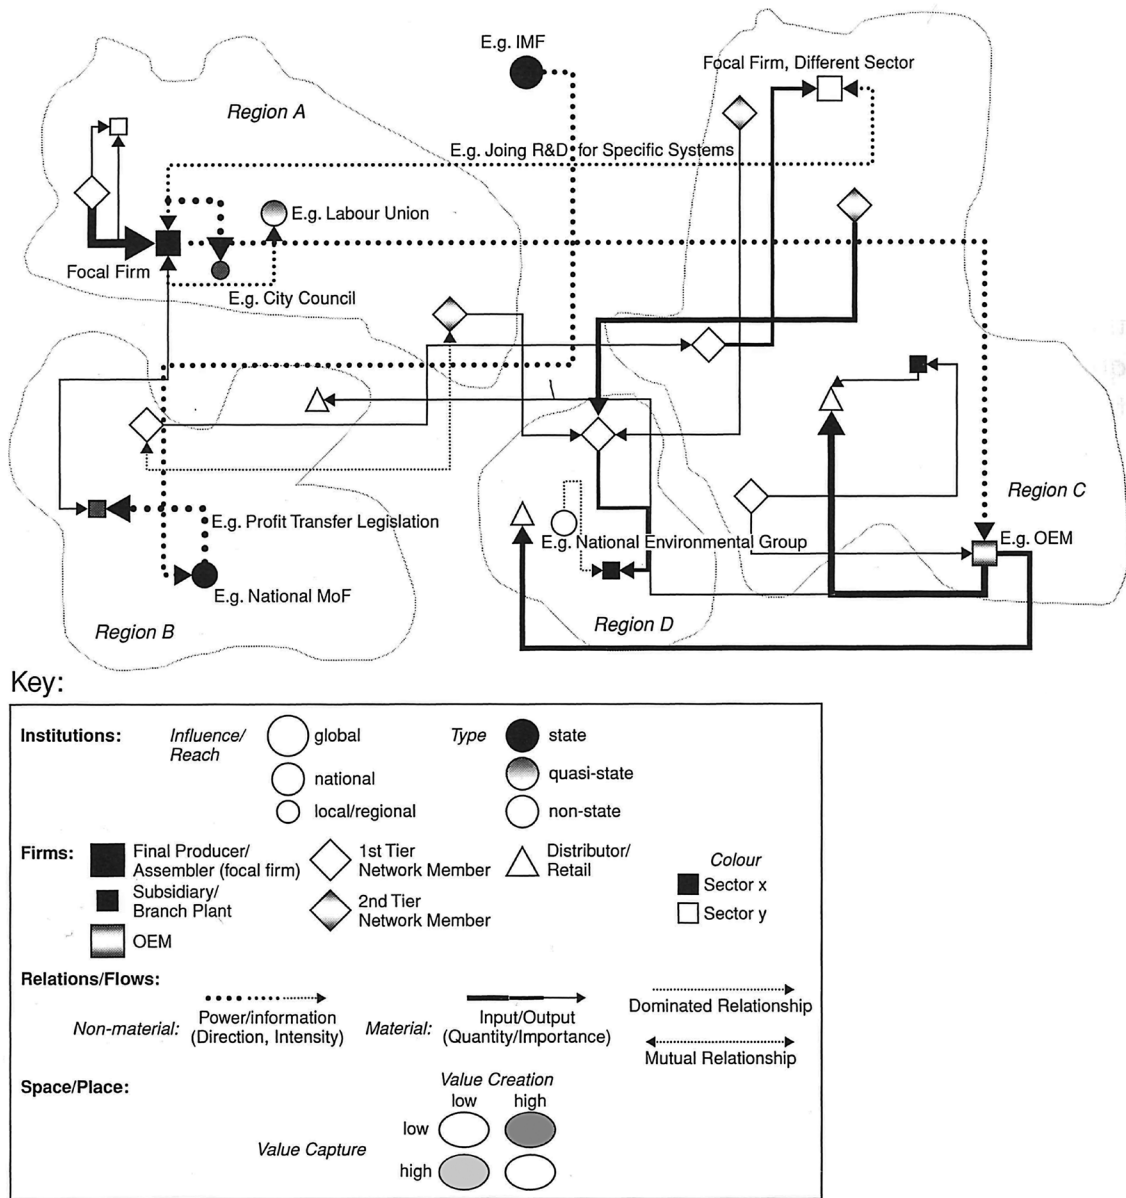 E.g. IMF
Focal Firm, Different Sector
Region A
E.g. Joing R&D for Specific Systems
E.g. Labour Union
Focal Firm
E.g. City Council
Region C
E.g. Profit Transfer Legislation
E.g. OEM
E.g. National Environmental Group
E.g. National MoF
Region B
Region D
Key:
Institutions:
Influence/
Reach
global
national
local/regional
Type
state
quasi-state
non-state
Firms:
Final Producer/
Assembler (focal firm)
Subsidiary/
Branch Plant
OEM
1st Tier
Network Member
2nd Tier
Network Member
Distributor/
Retail
Colour
Sector x
Sector y
Relations/Flows:
Non-material:
Power/information
(Direction, Intensity)
Material:
Input/Output
(Quantity/Importance)
Dominated Relationship
Mutual Relationship
Space/Place:
Value Creation
low high
Value Capture
low
high